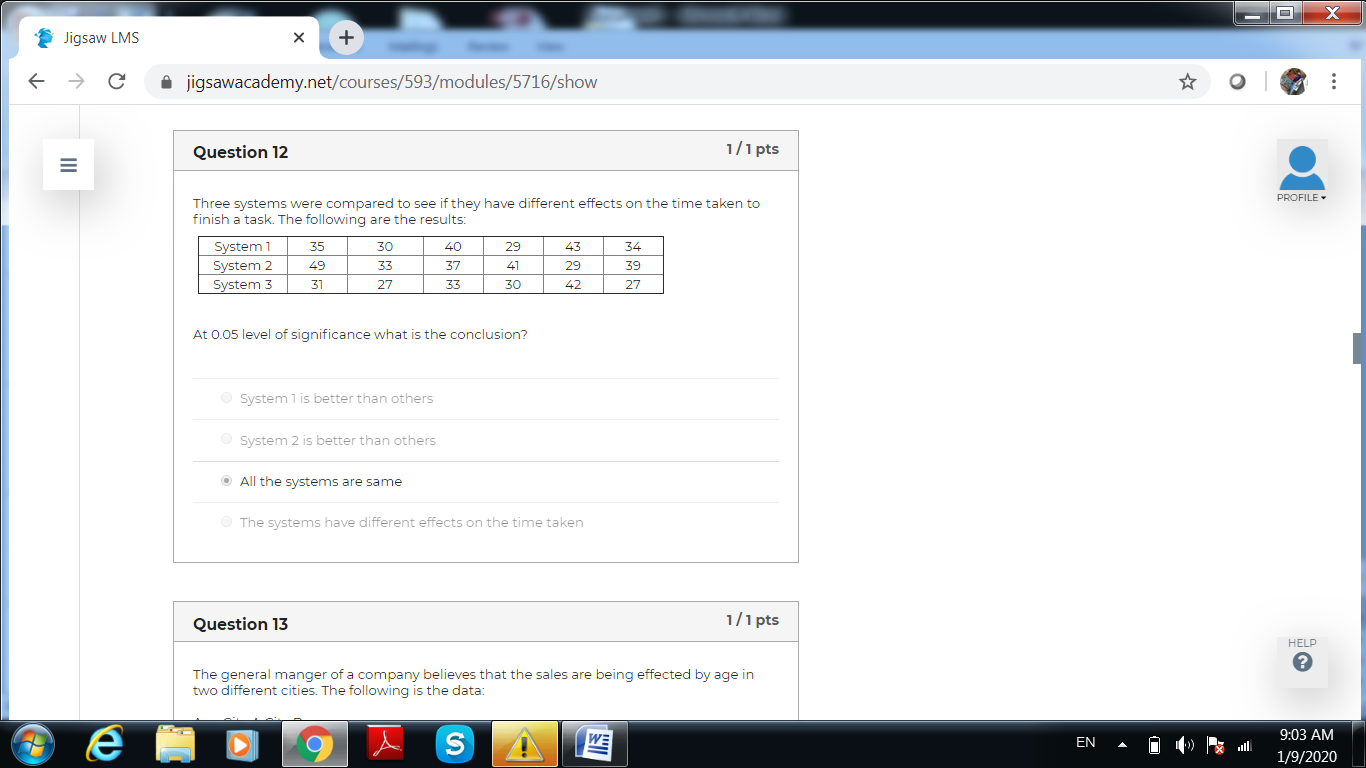 Jigsaw LMS
jigsawacademy.net/courses/593/modules/5716/show
Question 12
1 / 1 pts
PROFILE
Three systems were compared to see if they have different effects on the time taken to
finish a task. The following are the results:
System 1 35 30 40 29 43 34
System 2 49 33 37 41 29 39
System 3 31 27 33 30 42 27
At 0.05 level of significance what is the conclusion?
System 1 is better than others
System 2 is better than others
All the systems are same
The systems have different effects on the time taken
Question 13
1 / 1 pts
HELP
The general manger of a company believes that the sales are being effected by age in
two different cities. The following is the data:
EN
9:03 AM
1/9/2020